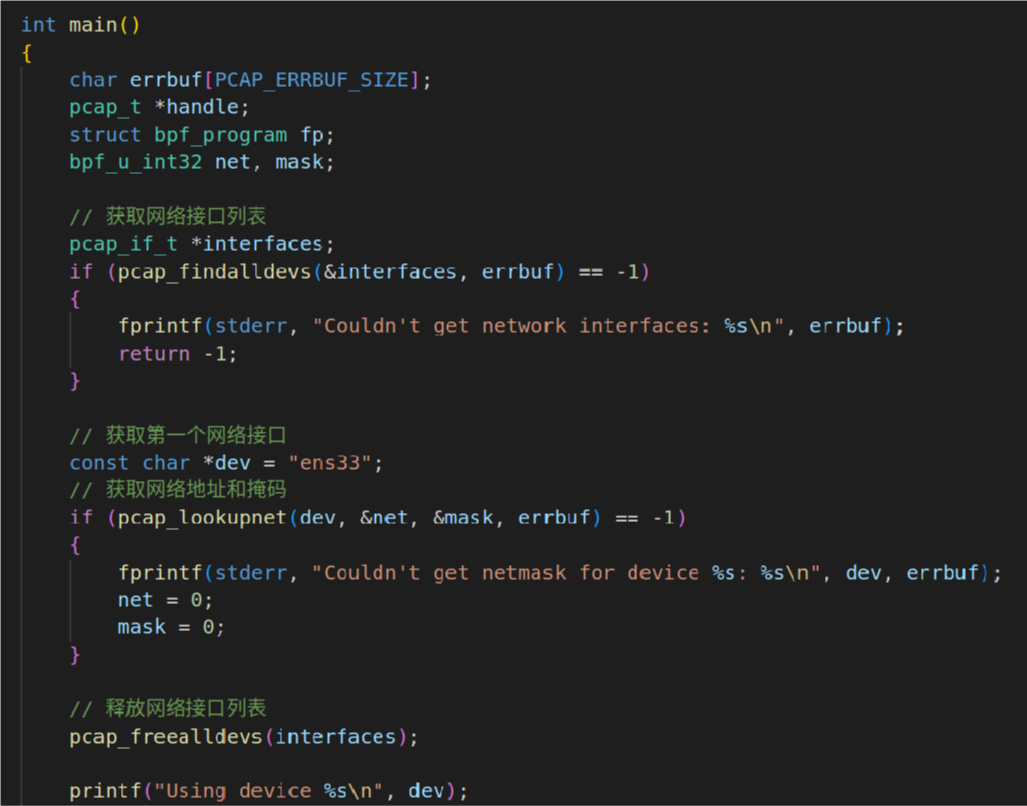 int main()
{
    char errbuf[PCAP_ERRBUF_SIZE];
    pcap_t *handle;
    struct bpf_program fp;
    bpf_u_int32 net, mask;

    // 获取网络接口列表
    pcap_if_t *interfaces;
    if (pcap_findalldevs(&interfaces, errbuf) == -1)
    {
        fprintf(stderr, "Couldn't get network interfaces: %s\n", errbuf);
        return -1;
    }

    // 获取第一个网络接口
    const char *dev = "ens33";
    // 获取网络地址和掩码
    if (pcap_lookupnet(dev, &net, &mask, errbuf) == -1)
    {
        fprintf(stderr, "Couldn't get netmask for device %s: %s\n", dev, errbuf);
        net = 0;
        mask = 0;
    }

    // 释放网络接口列表
    pcap_freealldevs(interfaces);

    printf("Using device %s\n", dev);